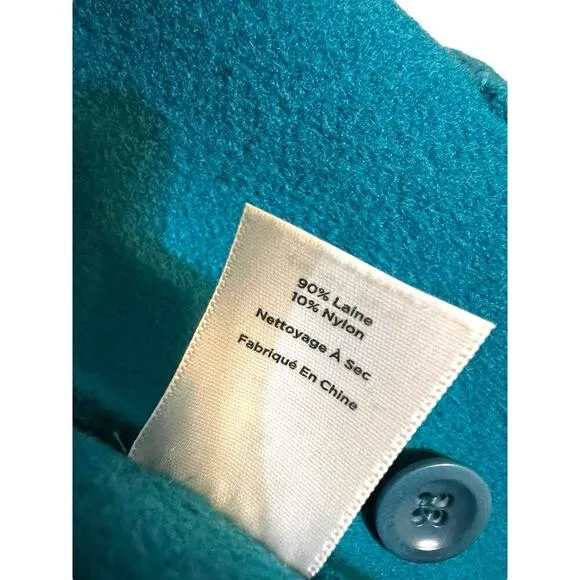 90% Laine
10% Nylon
Nettoyage À Sec
Fabriqué En Chine